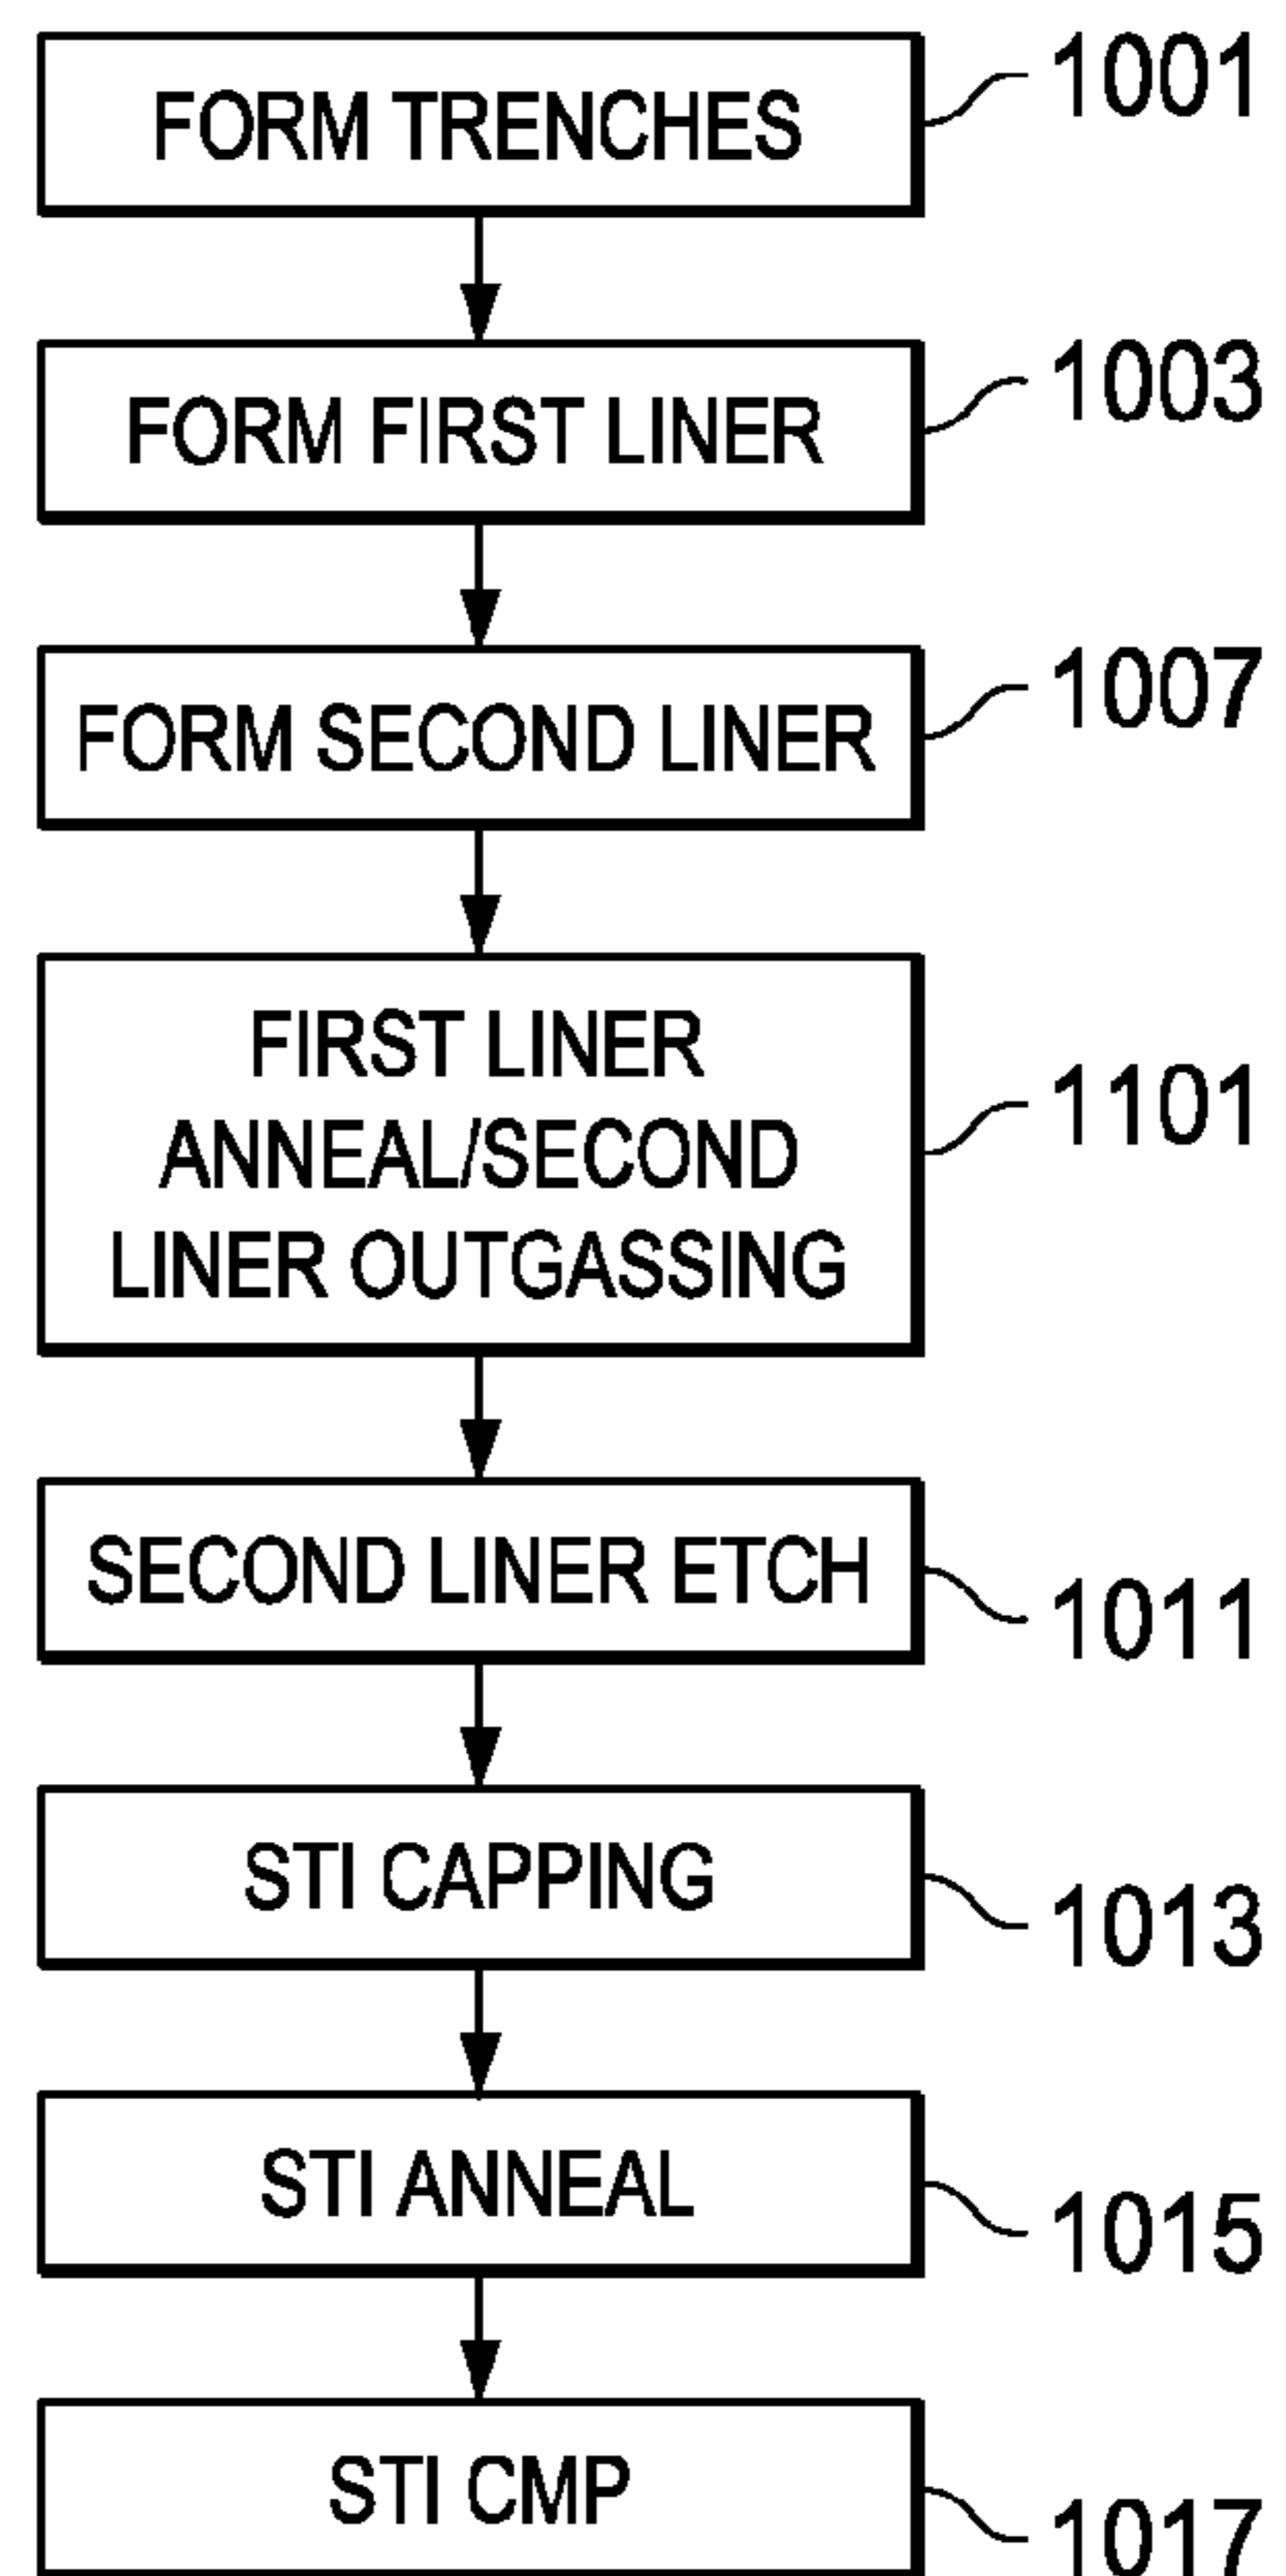 FORM TRENCHES
1001
FORM FIRST LINER
1003
FORM SECOND LINER
1007
FIRST LINER
ANNEAL/SECOND
LINER OUTGASSING
1101
SECOND LINER ETCH
1011
STI CAPPING
1013
STI ANNEAL
1015
STI CMP
1017